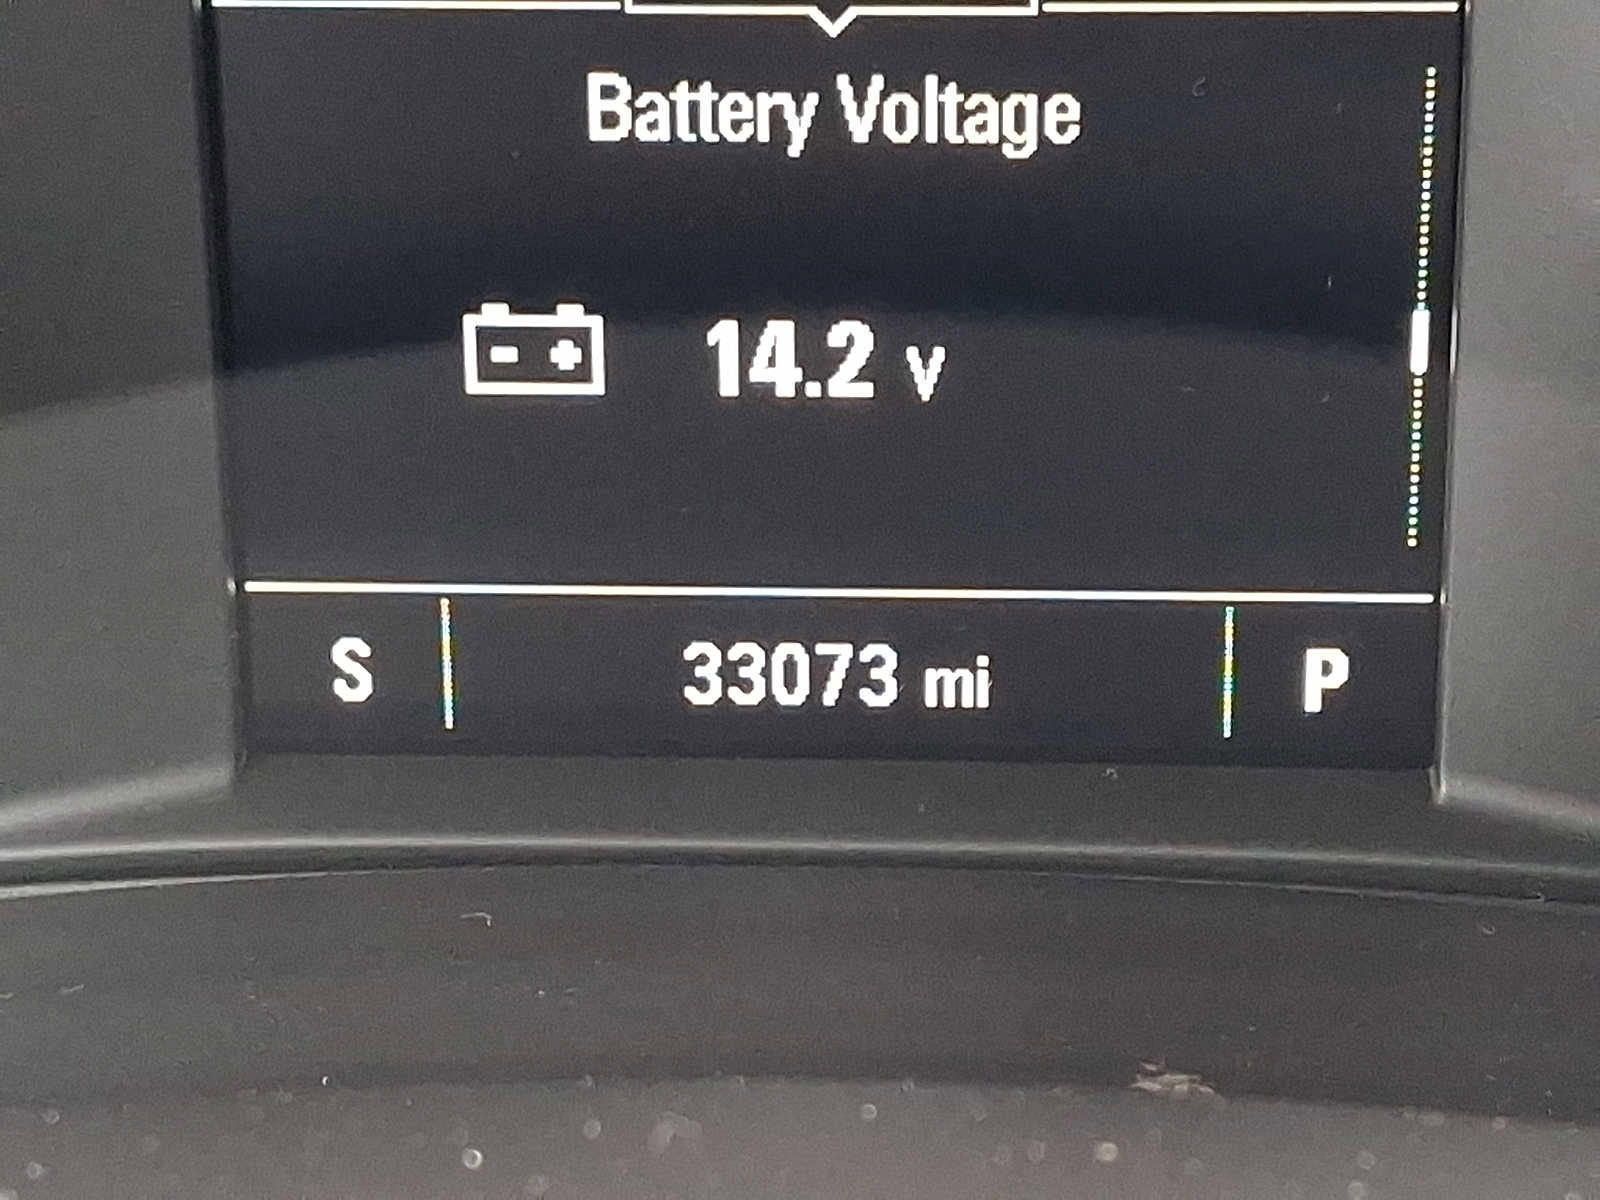 Battery Voltage
- + 14.2 v
S 33073 mi P